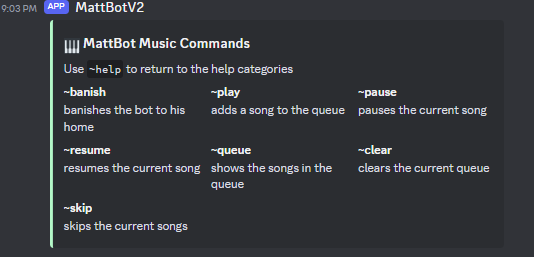 9:03 PM APP MattBotV2
MattBot Music Commands
Use ~help to return to the help categories
~banish ~play ~pause
banishes the bot to his adds a song to the queue pauses the current song
home
~resume ~queue ~clear
resumes the current song shows the songs in the clears the current queue
queue
~skip
skips the current songs